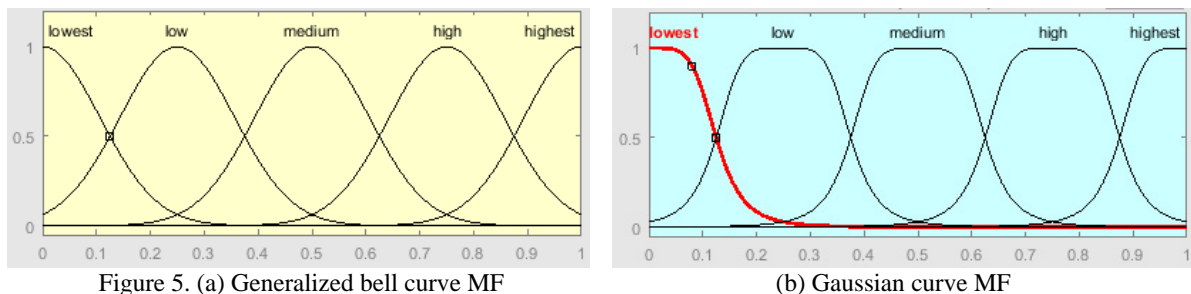 lowest low medium high highest
1
0.5
0
0 0.1 0.2 0.3 0.4 0.5 0.6 0.7 0.8 0.9 1
Figure 5. (a) Generalized bell curve MF
lowest low medium high highest
1
0.5
0
0 0.1 0.2 0.3 0.4 0.5 0.6 0.7 0.8 0.9 1
(b) Gaussian curve MF